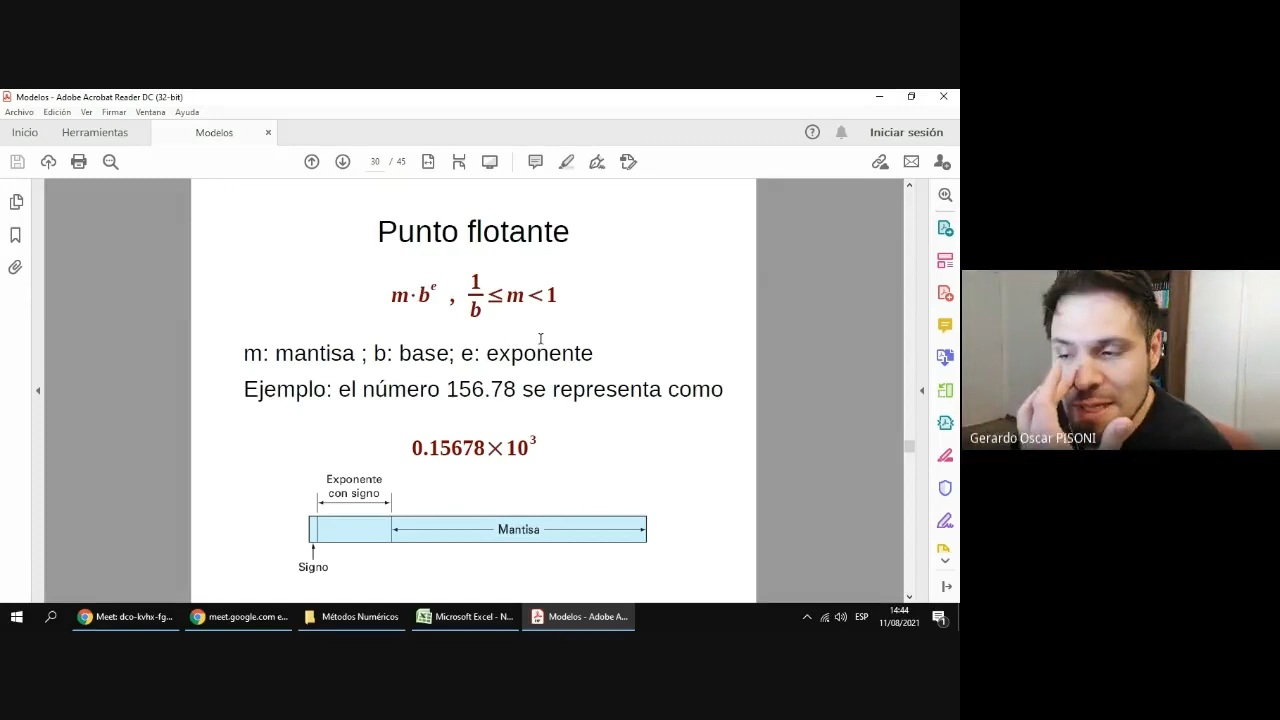 Modelos - Adobe Acrobat Reader DC (32-bit)
Archivo Edición Ver Firmar Ventana Ayuda
Inicio Herramientas Modelos × Iniciar sesión
30 / 45
Punto flotante
m·b^e , 1/b ≤ m < 1
m: mantisa ; b: base; e: exponente
Ejemplo: el número 156.78 se representa como
0.15678×10^3
Exponente
con signo
Mantisa
Signo
Gerardo Oscar PISONI
Meet: dco-kvhx-fg... meet.google.com e... Métodos Numéricos Microsoft Excel - N... Modelos - Adobe A... ESP
14:44
11/08/2021
1